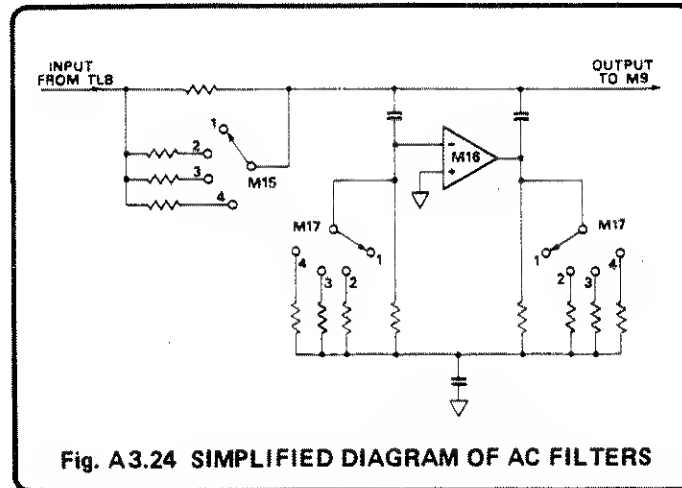 INPUT
FROM TL8
OUTPUT
TO M9
1
2
3
4
M15
M16
M17
M17
1
1
4
3
2
2
3
4
Fig. A3.24 SIMPLIFIED DIAGRAM OF AC FILTERS